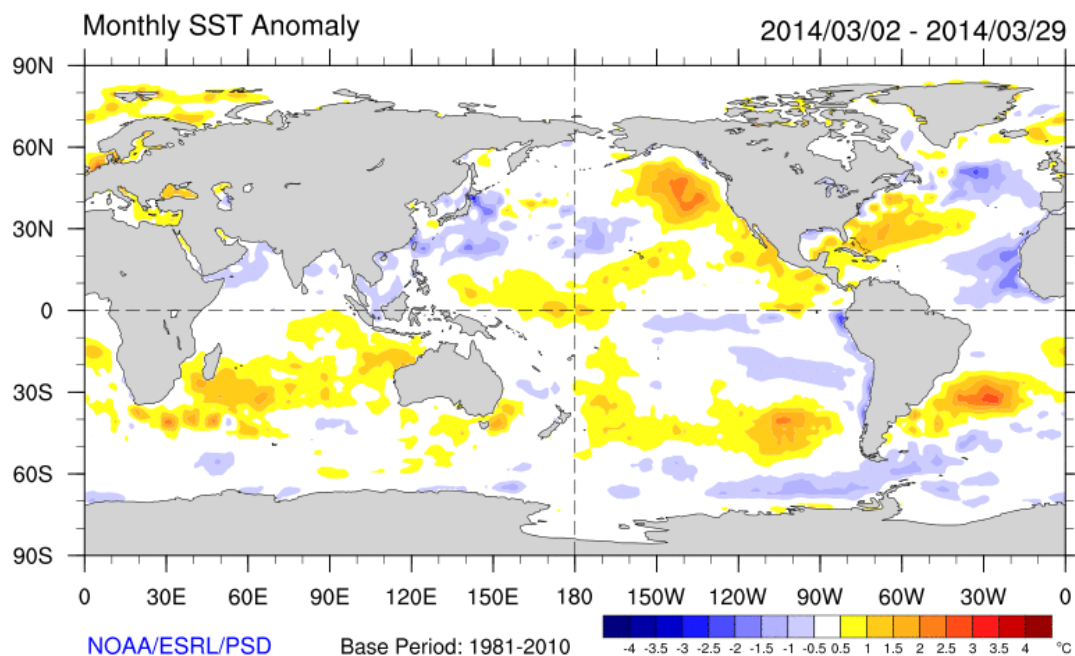 Monthly SST Anomaly 2014/03/02 - 2014/03/29
90N
60N
30N
0
30S
60S
90S
0 30E 60E 90E 120E 150E 180 150W 120W 90W 60W 30W 0
NOAA/ESRL/PSD Base Period: 1981-2010
-4 -3.5 -3 -2.5 -2 -1.5 -1 -0.5 0.5 1 1.5 2 2.5 3 3.5 4 °C